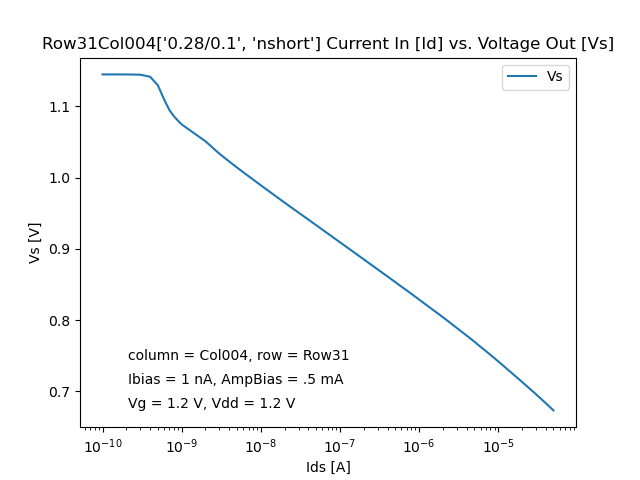 Row31Col004['0.28/0.1', 'nshort'] Current In [Id] vs. Voltage Out [Vs]
Vs
Vs [V]
1.1
1.0
0.9
0.8
0.7
column = Col004, row = Row31
Ibias = 1 nA, AmpBias = .5 mA
Vg = 1.2 V, Vdd = 1.2 V
10⁻¹⁰ 10⁻⁹ 10⁻⁸ 10⁻⁷ 10⁻⁶ 10⁻⁵
Ids [A]